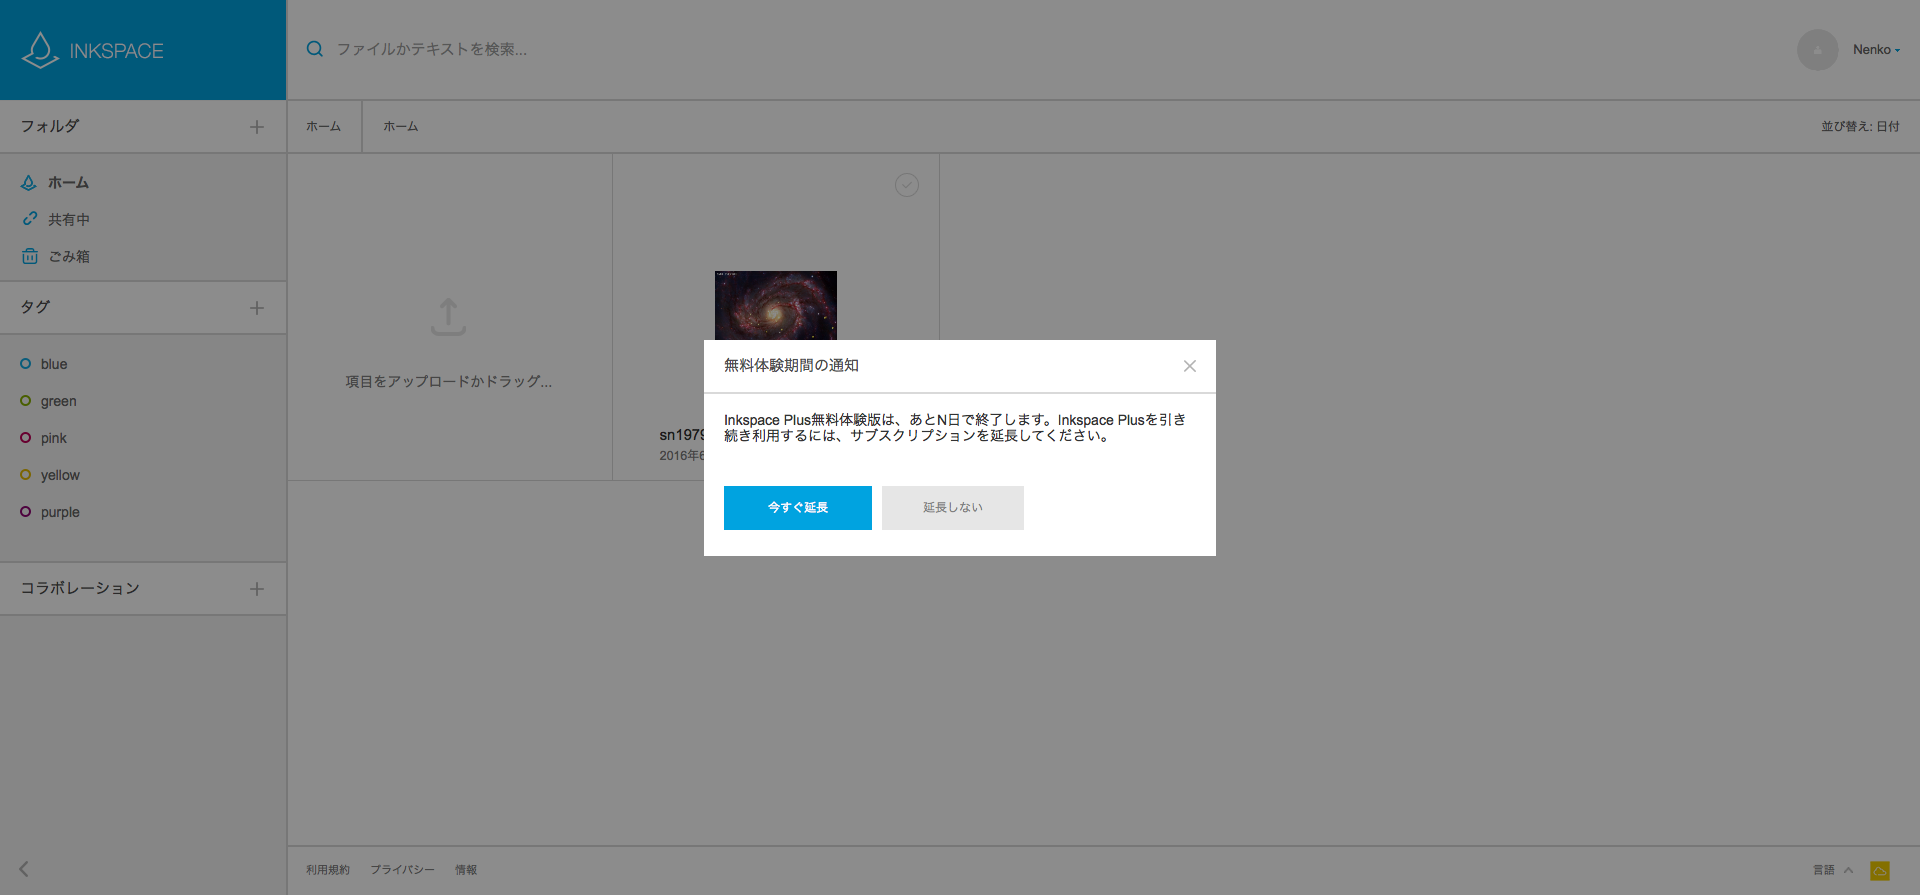 INKSPACE
ファイルかテキストを検索...
Nenko
フォルダ
ホーム
ホーム
並び替え: 日付
ホーム
共有中
ごみ箱
タグ
blue
green
pink
yellow
purple
コラボレーション
項目をアップロードかドラッグ...
sn1979
2016年6
無料体験期間の通知
Inkspace Plus無料体験版は、あとN日で終了します。Inkspace Plusを引き
続き利用するには、サブスクリプションを延長してください。
今すぐ延長
延長しない
利用規約
プライバシー
情報
言語